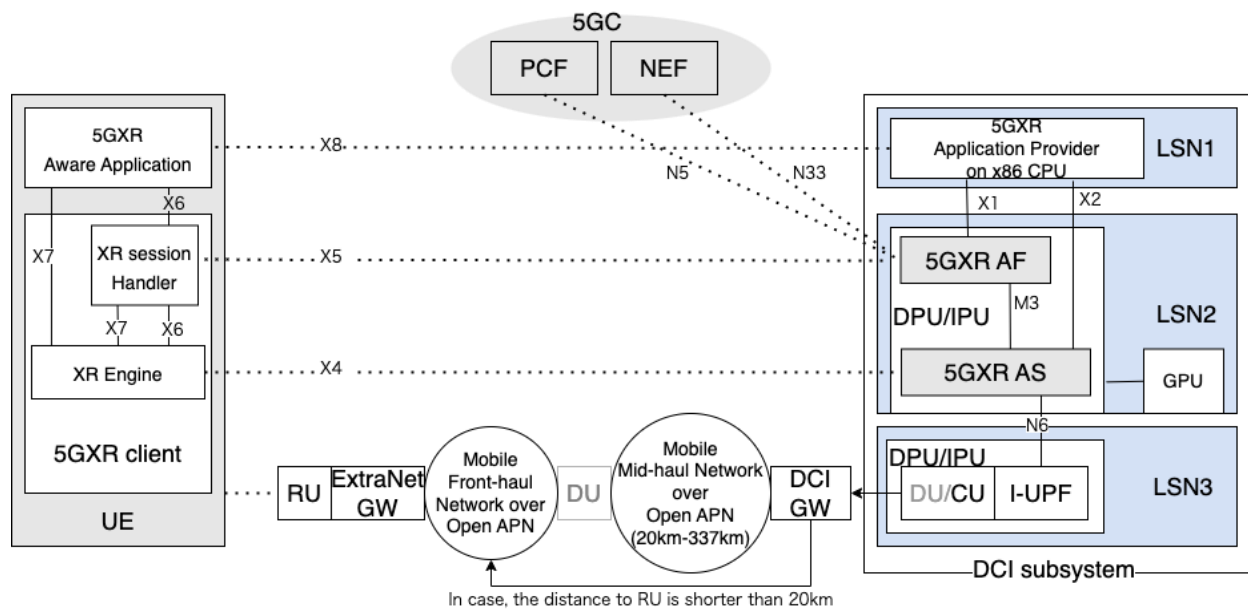 5GC
PCF
NEF
5GXR
Aware Application
X8
N5
N33
5GXR
Application Provider
on x86 CPU
LSN1
X6
X1
X2
X7
XR session
Handler
X5
5GXR AF
X7
X6
M3
DPU/IPU
LSN2
XR Engine
X4
5GXR AS
GPU
N6
5GXR client
UE
RU
ExtraNet
GW
Mobile
Front-haul
Network over
Open APN
DU
Mobile
Mid-haul Network
over
Open APN
(20km-337km)
DCI
GW
DPU/IPU
DU/CU
I-UPF
LSN3
DCI subsystem
In case, the distance to RU is shorter than 20km